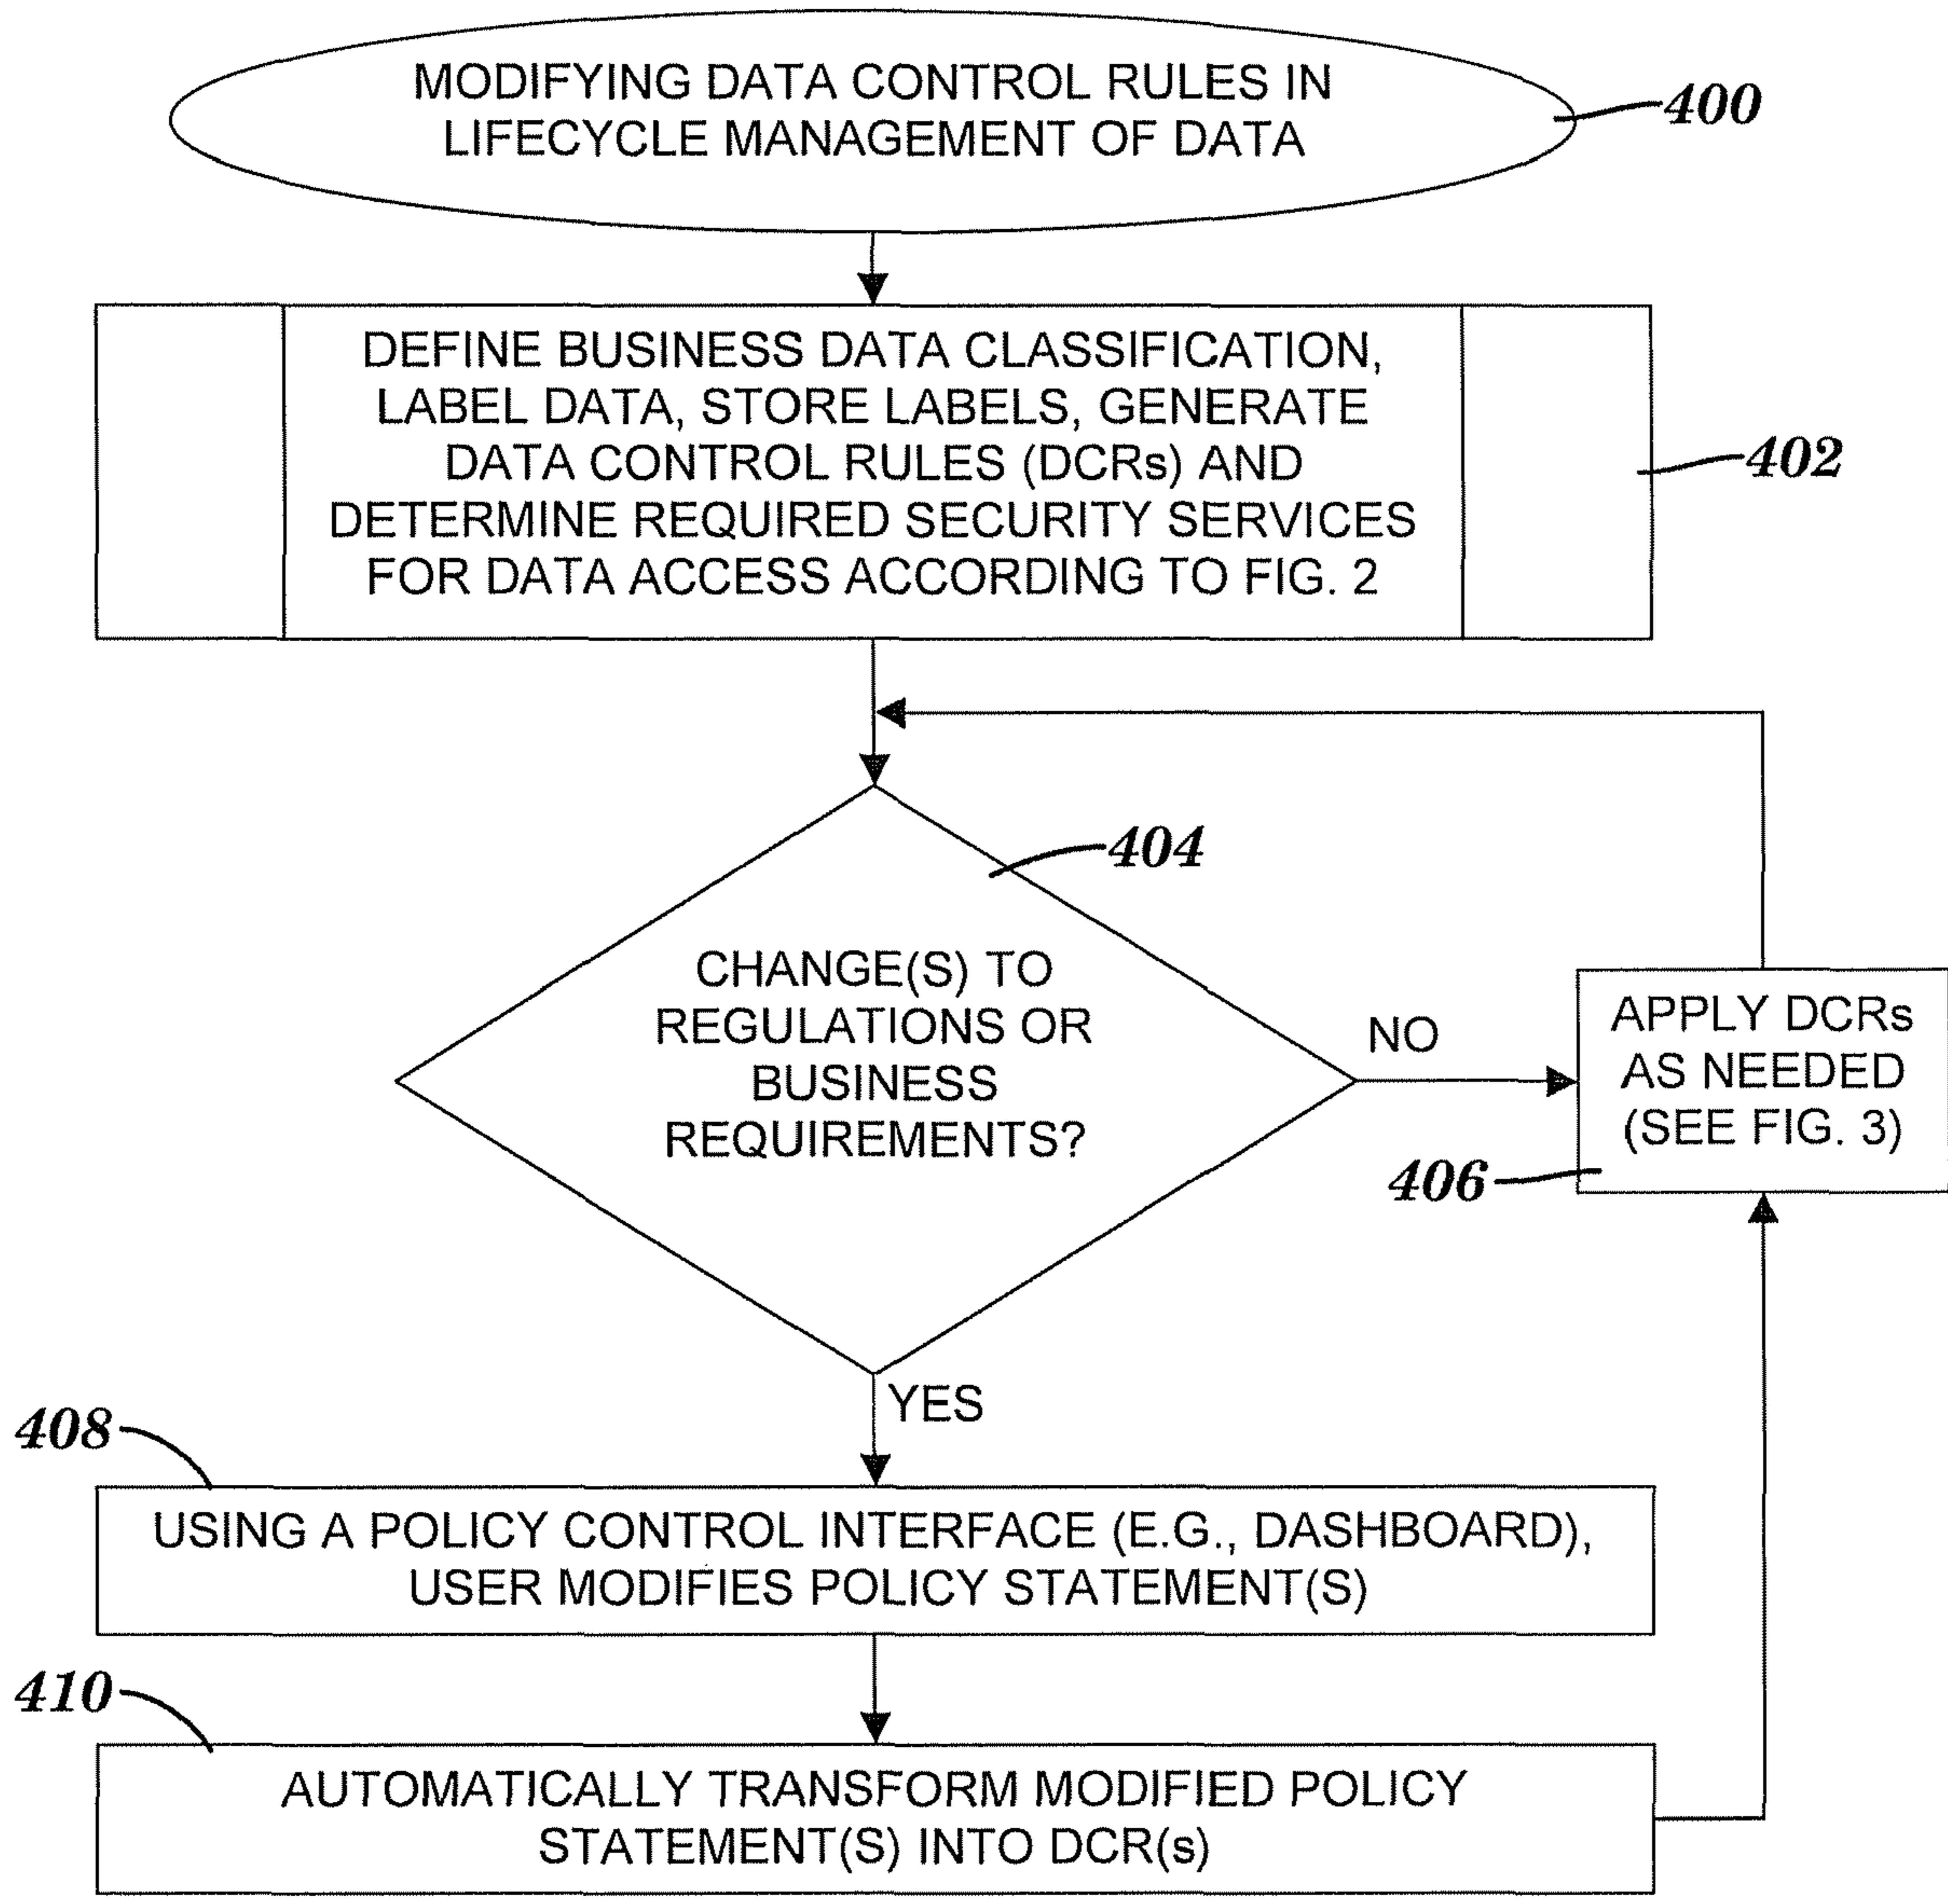 MODIFYING DATA CONTROL RULES IN
LIFECYCLE MANAGEMENT OF DATA
400
DEFINE BUSINESS DATA CLASSIFICATION,
LABEL DATA, STORE LABELS, GENERATE
DATA CONTROL RULES (DCRs) AND
DETERMINE REQUIRED SECURITY SERVICES
FOR DATA ACCESS ACCORDING TO FIG. 2
402
404
CHANGE(S) TO
REGULATIONS OR
BUSINESS
REQUIREMENTS?
NO
APPLY DCRs
AS NEEDED
(SEE FIG. 3)
406
YES
408
USING A POLICY CONTROL INTERFACE (E.G., DASHBOARD),
USER MODIFIES POLICY STATEMENT(S)
410
AUTOMATICALLY TRANSFORM MODIFIED POLICY
STATEMENT(S) INTO DCR(s)